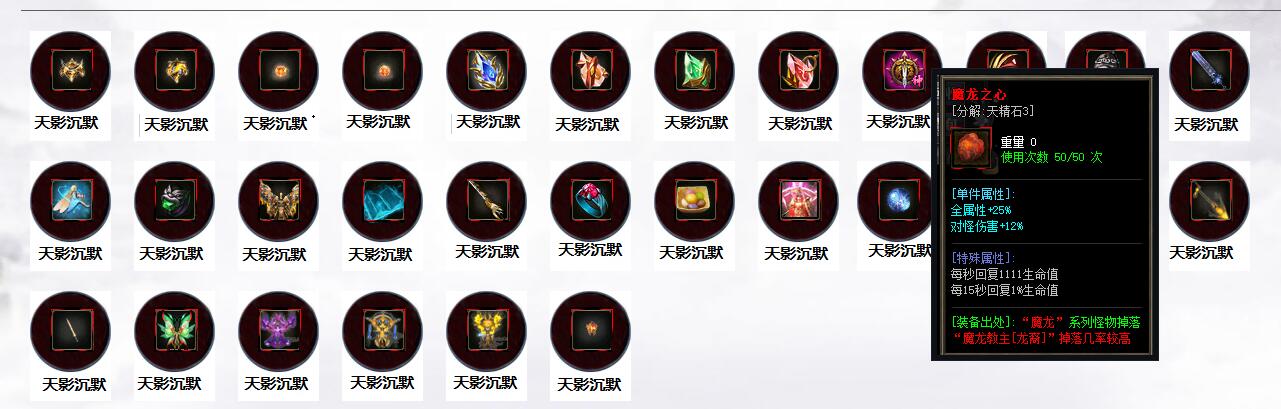 天影沉默 天影沉默 天影沉默 天影沉默 天影沉默 天影沉默 天影沉默 天影沉默 天影沉默 天影沉默
神
魔龙之心
[分解:天精石3]
重量 0
使用次数 50/50 次
[单件属性]:
全属性+25%
对怪伤害+12%
[特殊属性]:
每秒回复1111生命值
每15秒回复1%生命值
[装备出处]: “魔龙”系列怪物掉落
“魔龙教主[龙裔]”掉落几率较高
天影沉默 天影沉默 天影沉默 天影沉默 天影沉默 天影沉默 天影沉默 天影沉默 天影沉默 天影沉默
天影沉默 天影沉默 天影沉默 天影沉默 天影沉默 天影沉默